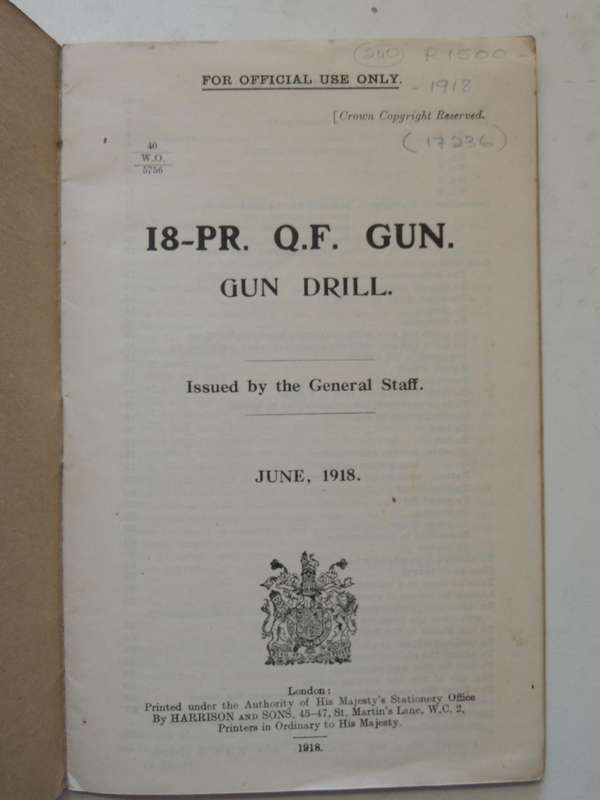 (240) R1500 -
FOR OFFICIAL USE ONLY.
- 1918
[Crown Copyright Reserved.
(17236)
40
W.O.
5756
18-PR. Q.F. GUN.
GUN DRILL.
Issued by the General Staff.
JUNE, 1918.
London:
Printed under the Authority of His Majesty's Stationery Office
By HARRISON AND SONS, 45-47, St. Martin's Lane, W.C. 2,
Printers in Ordinary to His Majesty.
1918.